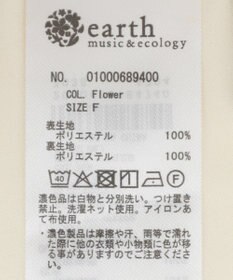 earth
music&ecology
NO. 01000689400
COL. Flower
SIZE F
表生地
ポリエステル 100%
裏生地
ポリエステル 100%
40 F
濃色品は白物と分別洗い。つけ置き
禁止。洗濯ネット使用。アイロンあ
て布使用。
・濃色製品は摩擦や汗、雨等で濡れ
た際に他の衣類や小物類に色が移
る事がありますのでご注意くださ
い。